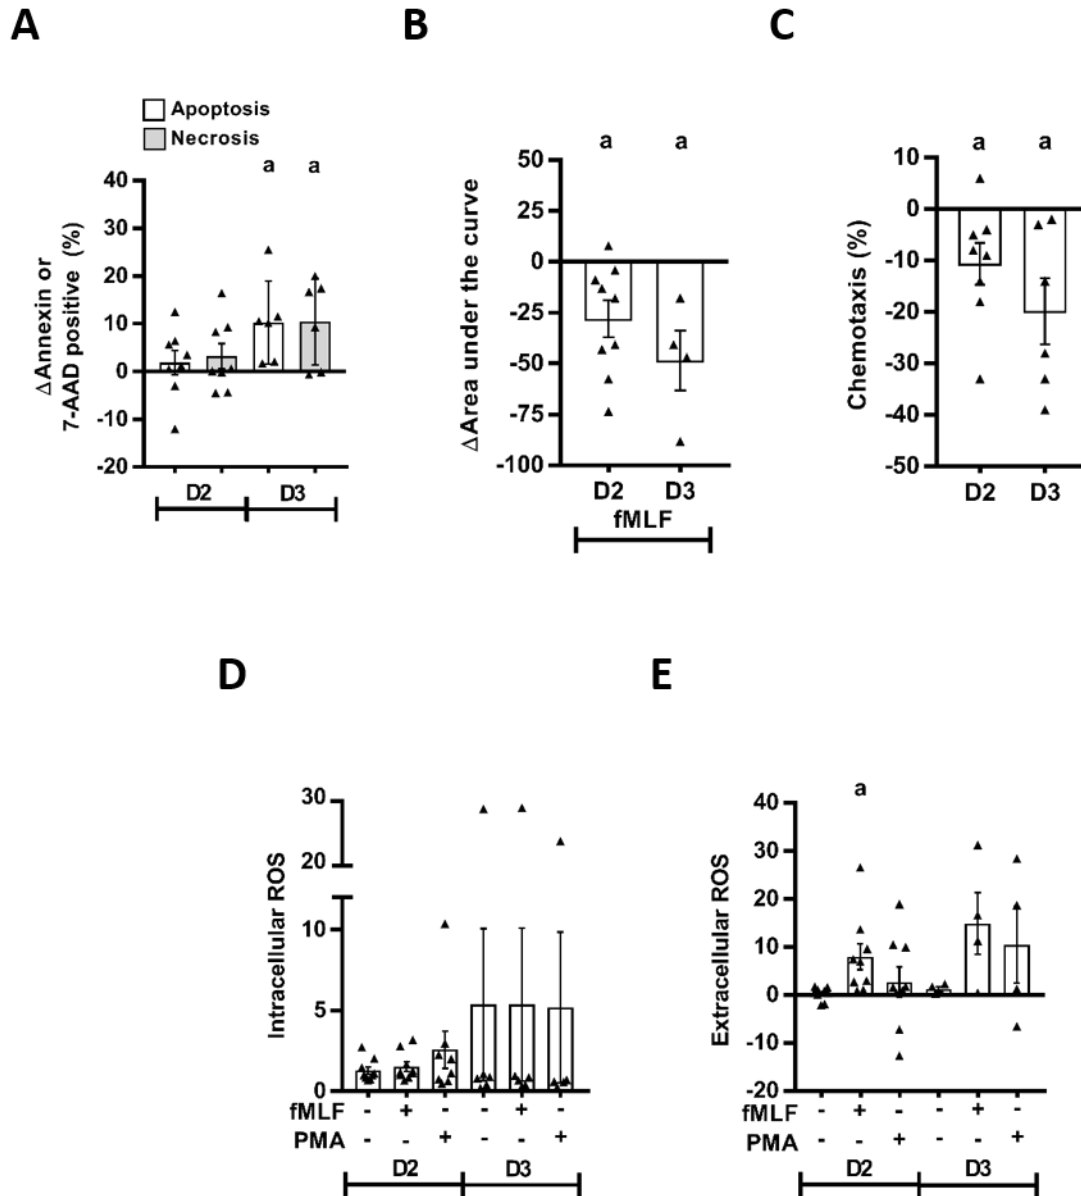 A
B
C
Apoptosis
Necrosis
a a
40
30
20
10
0
-10
-20
ΔAnnexin or
7-AAD positive (%)
D2 D3
a a
50
25
0
-25
-50
-75
-100
ΔArea under the curve
D2 D3
fMLF
a a
10
0
-10
-20
-30
-40
-50
Chemotaxis (%)
D2 D3
D
E
30
20
10
5
0
Intracellular ROS
fMLF - + - - + -
PMA - - + - - +
D2 D3
a
40
30
20
10
0
-10
-20
Extracellular ROS
fMLF - + - - + -
PMA - - + - - +
D2 D3